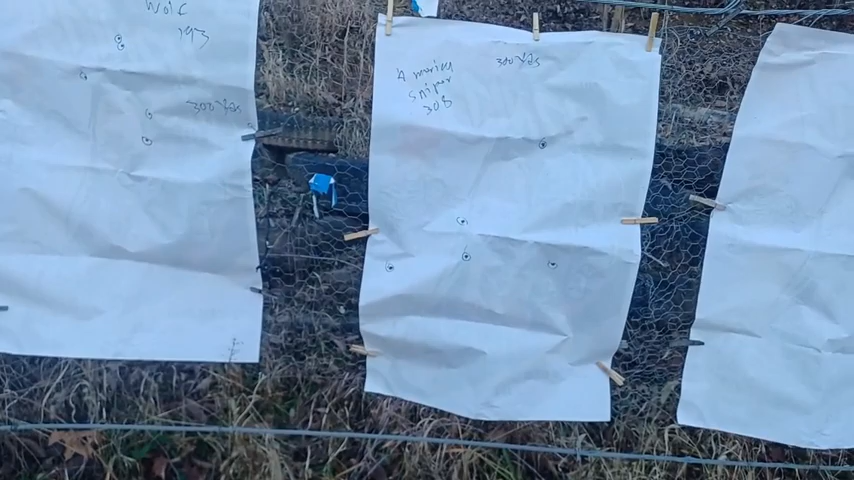 Wolf
193
300 yds
300 yds
4 marine
sniper
308